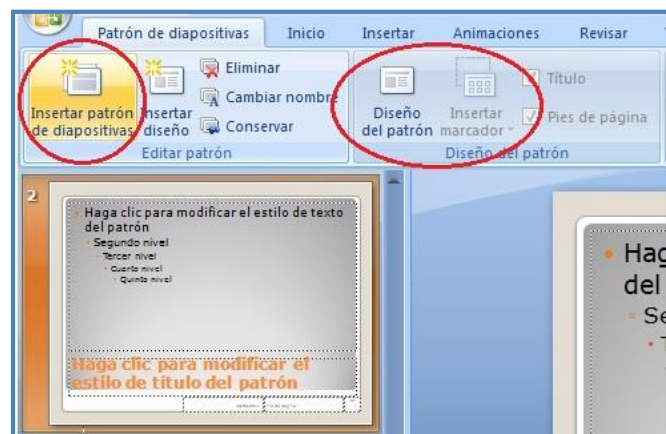 Patrón de diapositivas Inicio Insertar Animaciones Revisar
Insertar patrón de diapositivas
Insertar diseño
Eliminar
Cambiar nombre
Conservar
Editar patrón
Diseño del patrón
Insertar marcador
Título
Pies de página
Diseño del patrón
2
Haga clic para modificar el estilo de texto
del patrón
Segundo nivel
Tercer nivel
Cuarto nivel
Quinto nivel
Haga clic para modificar el
estilo de título del patrón
Hag
del
Se
T